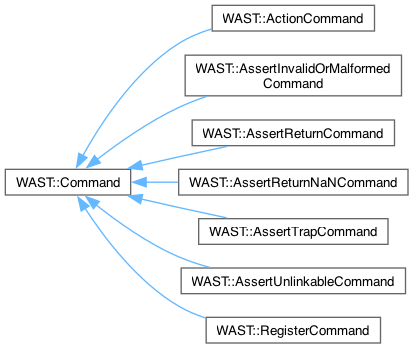 WAST::ActionCommand
WAST::AssertInvalidOrMalformed
Command
WAST::AssertReturnCommand
WAST::Command
WAST::AssertReturnNaNCommand
WAST::AssertTrapCommand
WAST::AssertUnlinkableCommand
WAST::RegisterCommand